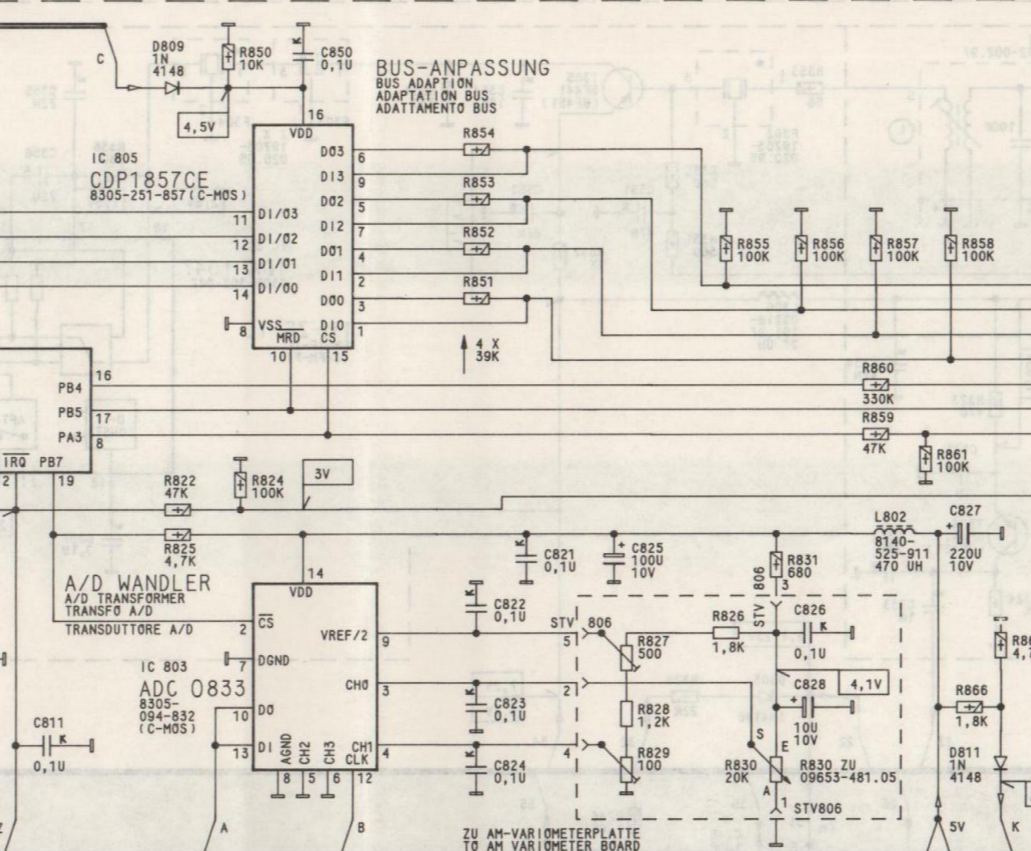 C
D809
1N
4148
R850
10K
K
C850
0,1U
4,5V
BUS-ANPASSUNG
BUS ADAPTION
ADAPTATION BUS
ADATTAMENTO BUS
IC 805
CDP1857CE
8305-251-857(C-MOS)
16
VDD
DO3
DI3
DO2
DI2
DO1
DI1
DO0
DI0
6
9
5
7
4
2
3
1
11
12
13
14
8
DI/O3
DI/O2
DI/O1
DI/O0
VSS
MRD
CS
10
15
R854
R853
R852
R851
4 X
39K
R855
100K
R856
100K
R857
100K
R858
100K
R860
330K
R859
47K
R861
100K
PB4
PB5
PA3
16
17
8
IRQ
PB7
2
19
R822
47K
R824
100K
3V
R825
4,7K
A/D WANDLER
A/D TRANSFORMER
TRANSFO A/D
TRANSDUTTORE A/D
IC 803
ADC 0833
8305-
094-832
(C-MOS)
14
VDD
CS
DGND
DO
DI
2
7
10
13
VREF/2
CH0
CH1
CLK
9
3
4
12
AGND
CH2
CH3
8
5
6
A
B
C811
K
0,1U
K
C821
0,1U
+
C825
100U
10V
K
C822
0,1U
K
C823
0,1U
K
C824
0,1U
L802
8140-
525-911
470 UH
C827
+
220U
10V
R831
680
3
STV 806
STV 806
5
2
4
R826
1,8K
R827
500
R828
1,2K
R829
100
C826
K
0,1U
4,1V
C828
+
10U
10V
S
E
A
1
R830
20K
R830 ZU
09653-481.05
STV806
ZU AM-VARIOMETERPLATTE
TO AM VARIOMETER BOARD
R866
1,8K
D811
1N
4148
5V
K